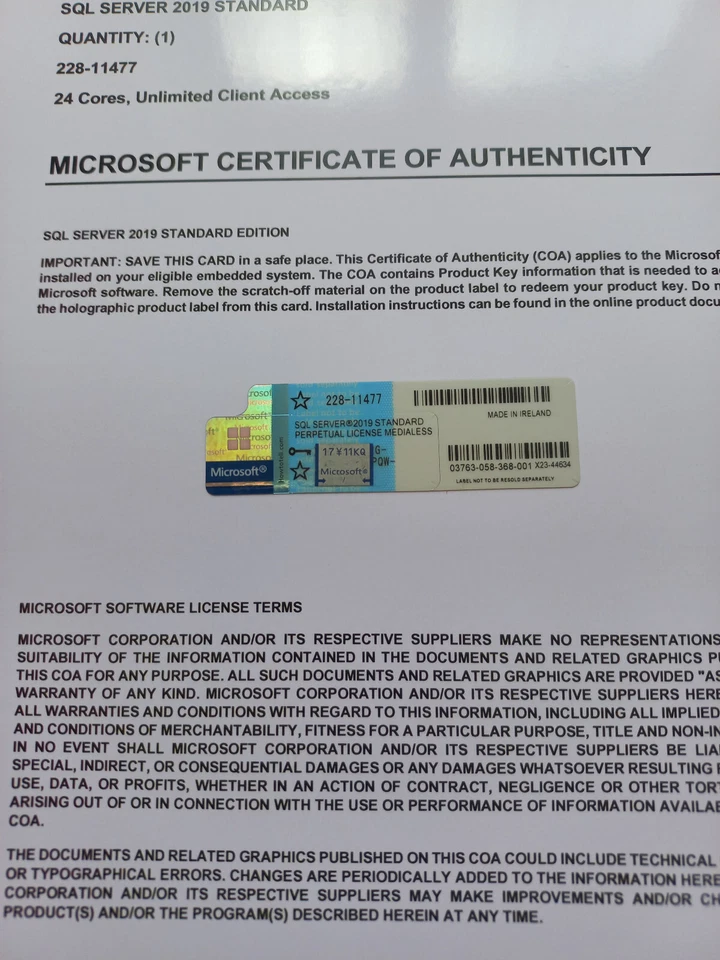 SQL SERVER 2019 STANDARD
QUANTITY: (1)
228-11477
24 Cores, Unlimited Client Access
MICROSOFT CERTIFICATE OF AUTHENTICITY
SQL SERVER 2019 STANDARD EDITION
IMPORTANT: SAVE THIS CARD in a safe place. This Certificate of Authenticity (COA) applies to the Microsof
installed on your eligible embedded system. The COA contains Product Key information that is needed to a
Microsoft software. Remove the scratch-off material on the product label to redeem your product key. Do
the holographic product label from this card. Installation instructions can be found in the online product docu
228-11477
SQL SERVER®2019 STANDARD
PERPETUAL LICENSE MEDIALESS
17¥11KQ
G-
PQW-
Microsoft®
Microsoft®
MADE IN IRELAND
03763-058-368-001 X23-44634
LABEL NOT TO BE RESOLD SEPARATELY
MICROSOFT SOFTWARE LICENSE TERMS
MICROSOFT CORPORATION AND/OR ITS RESPECTIVE SUPPLIERS MAKE NO REPRESENTATIONS
SUITABILITY OF THE INFORMATION CONTAINED IN THE DOCUMENTS AND RELATED GRAPHICS PU
THIS COA FOR ANY PURPOSE. ALL SUCH DOCUMENTS AND RELATED GRAPHICS ARE PROVIDED "AS
WARRANTY OF ANY KIND. MICROSOFT CORPORATION AND/OR ITS RESPECTIVE SUPPLIERS HERE
ALL WARRANTIES AND CONDITIONS WITH REGARD TO THIS INFORMATION, INCLUDING ALL IMPLIED
AND CONDITIONS OF MERCHANTABILITY, FITNESS FOR A PARTICULAR PURPOSE, TITLE AND NON-IN
IN NO EVENT SHALL MICROSOFT CORPORATION AND/OR ITS RESPECTIVE SUPPLIERS BE LIA
SPECIAL, INDIRECT, OR CONSEQUENTIAL DAMAGES OR ANY DAMAGES WHATSOEVER RESULTING
USE, DATA, OR PROFITS, WHETHER IN AN ACTION OF CONTRACT, NEGLIGENCE OR OTHER TOR
ARISING OUT OF OR IN CONNECTION WITH THE USE OR PERFORMANCE OF INFORMATION AVAILAB
COA.
THE DOCUMENTS AND RELATED GRAPHICS PUBLISHED ON THIS COA COULD INCLUDE TECHNICAL
OR TYPOGRAPHICAL ERRORS. CHANGES ARE PERIODICALLY ADDED TO THE INFORMATION HERE
CORPORATION AND/OR ITS RESPECTIVE SUPPLIERS MAY MAKE IMPROVEMENTS AND/OR CH
PRODUCT(S) AND/OR THE PROGRAM(S) DESCRIBED HEREIN AT ANY TIME.